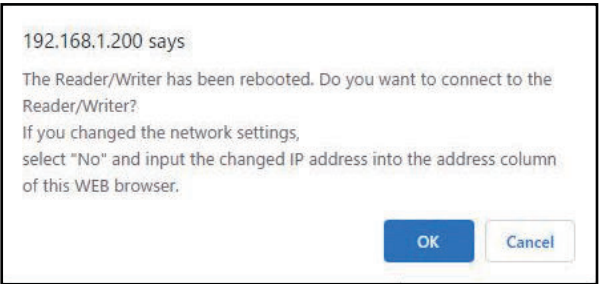 192.168.1.200 says
The Reader/Writer has been rebooted. Do you want to connect to the
Reader/Writer?
If you changed the network settings,
select "No" and input the changed IP address into the address column
of this WEB browser.
OK
Cancel